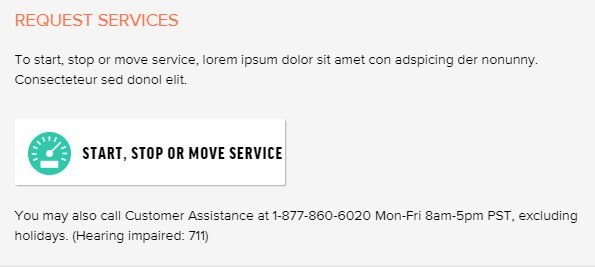 REQUEST SERVICES
To start, stop or move service, lorem ipsum dolor sit amet con adspicing der nonunny.
Consecteteur sed donol elit.
START, STOP OR MOVE SERVICE
You may also call Customer Assistance at 1-877-860-6020 Mon-Fri 8am-5pm PST, excluding
holidays. (Hearing impaired: 711)